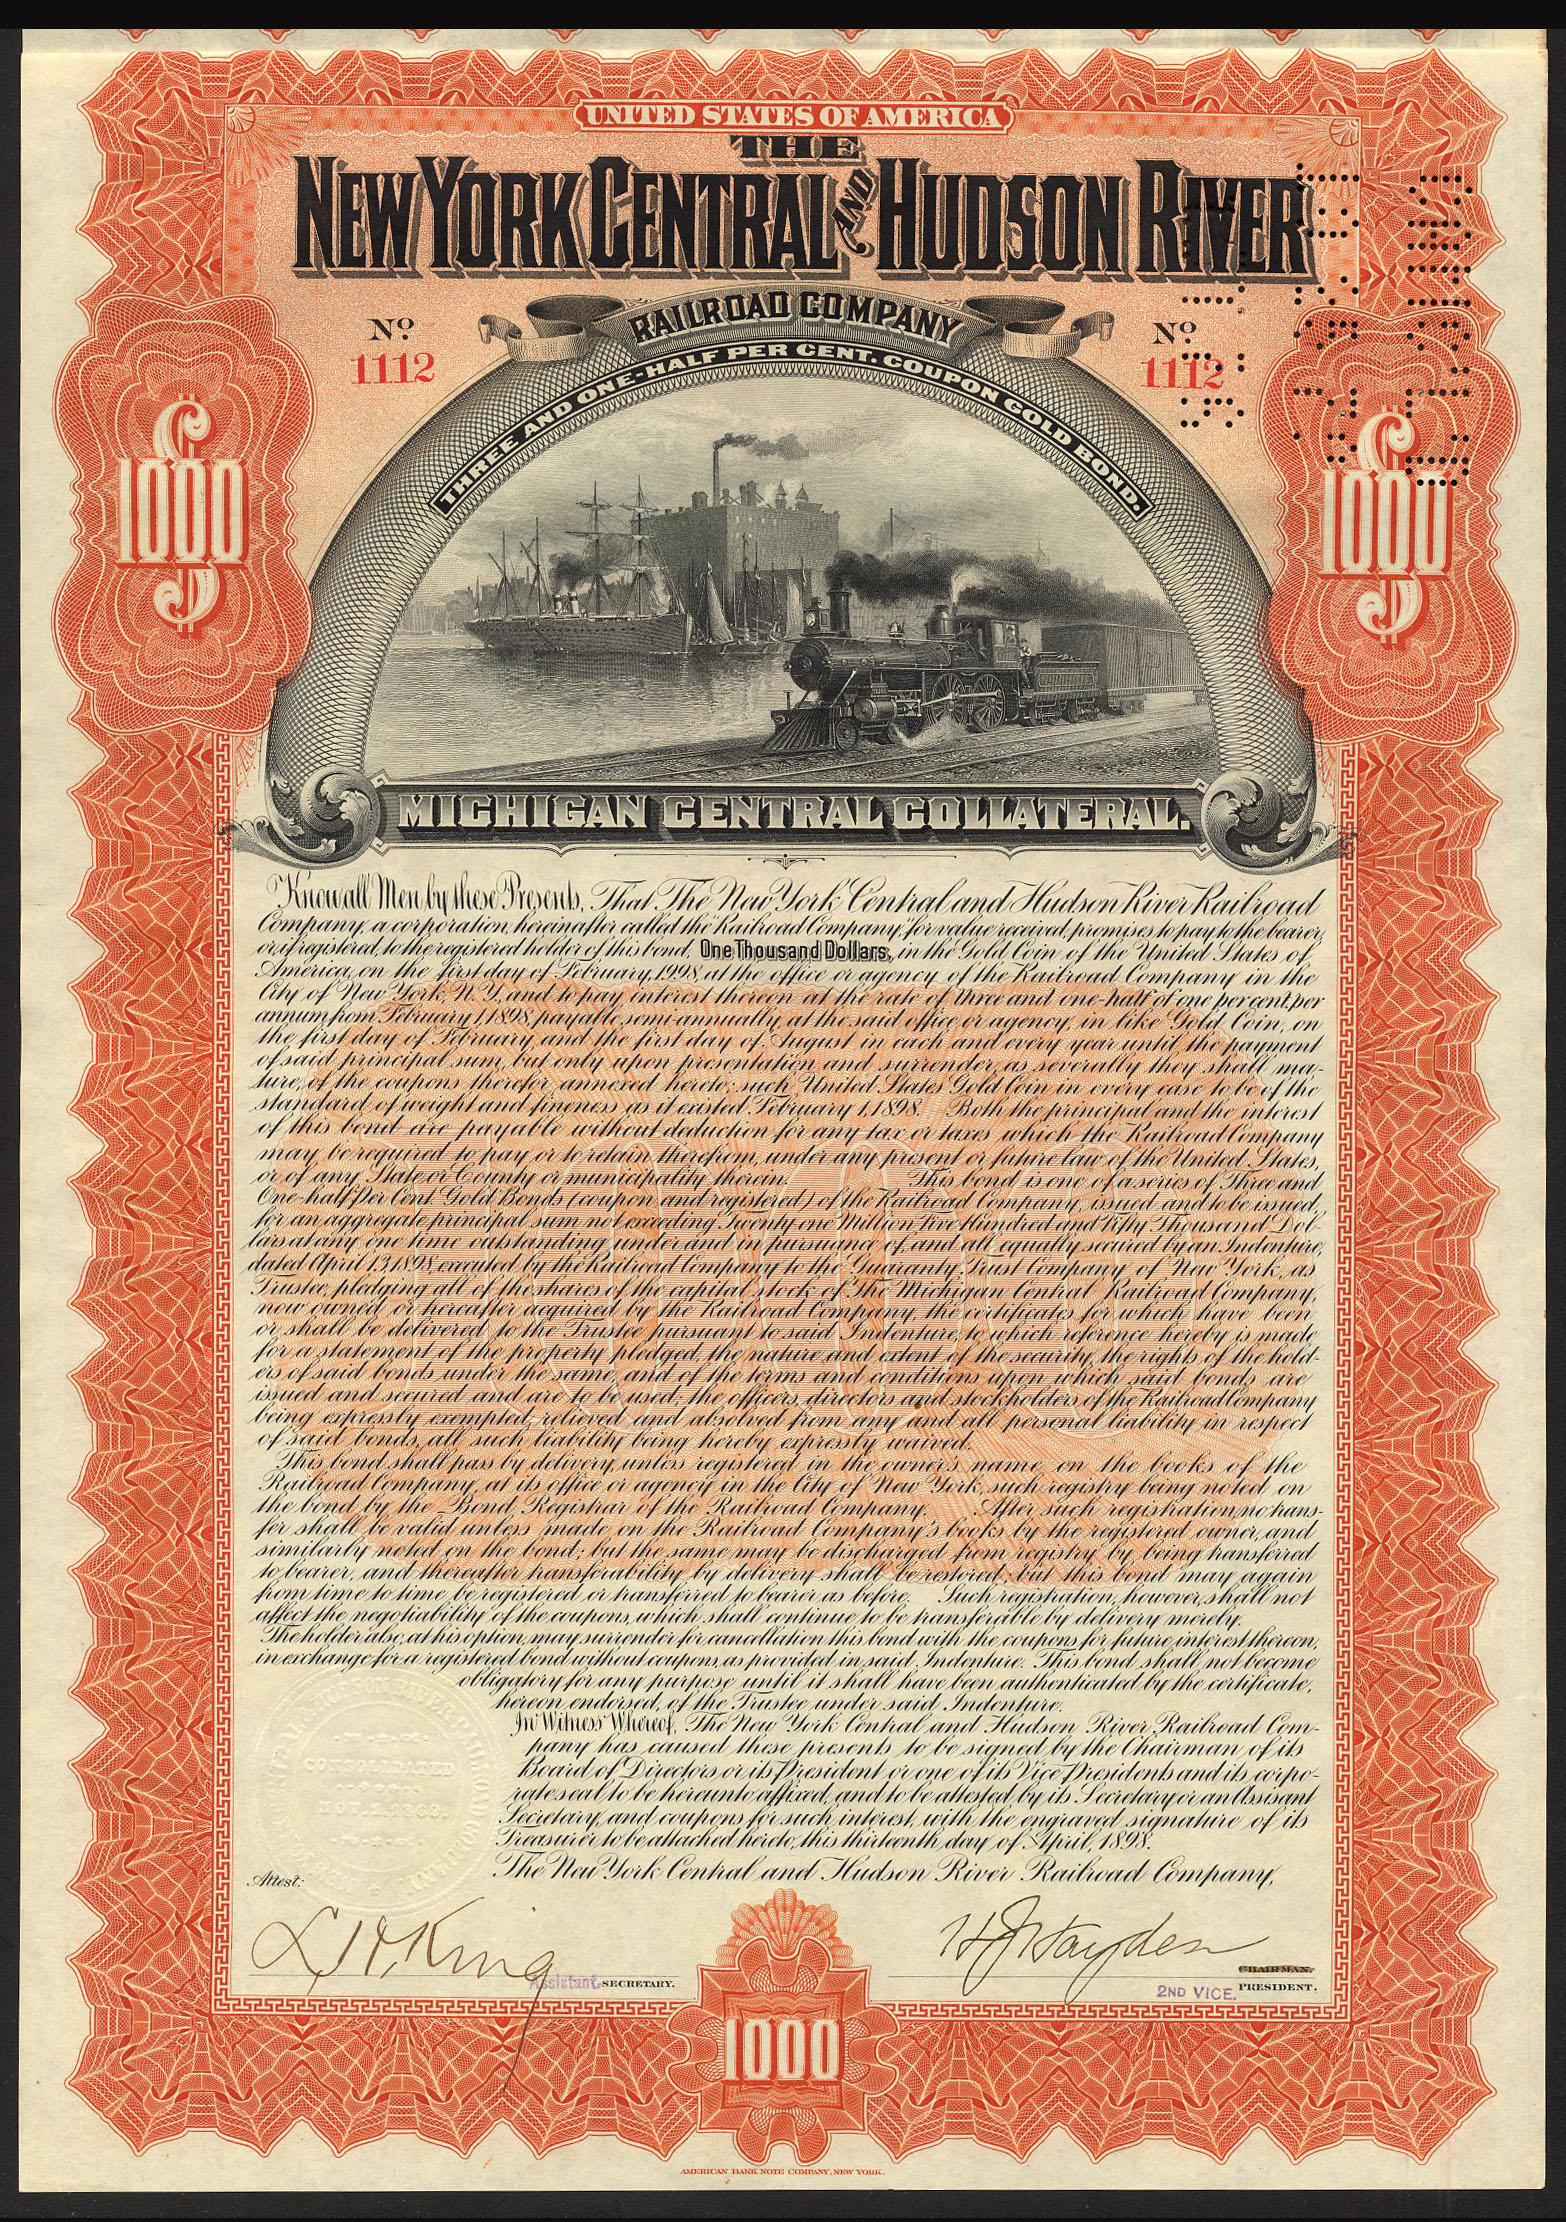 UNITED STATES OF AMERICA
THE
NEW YORK CENTRAL AND HUDSON RIVER
RAILROAD COMPANY
No No
1112 1112
THREE AND ONE-HALF PER CENT. COUPON GOLD BOND.
$1000 $1000
MICHIGAN CENTRAL COLLATERAL.
Know all Men by these Presents, That The New York Central and Hudson River Railroad
Company, a corporation, hereinafter called the "Railroad Company," for value received, promises to pay to the bearer,
or, if registered, to the registered holder of this bond, One Thousand Dollars, in the Gold Coin of the United States of
America, on the first day of February, 1998, at the office or agency of the Railroad Company in the
City of New York, N. Y., and to pay interest thereon at the rate of three and one-half of one per cent. per
annum from February 1, 1898, payable semi-annually, at the said office or agency, in like Gold Coin, on
the first day of February and the first day of August in each and every year until the payment
of said principal sum, but only upon presentation and surrender, as severally they shall ma-
ture, of the coupons therefor annexed hereto; such United States Gold Coin in every case to be of the
standard of weight and fineness as it existed February 1, 1898. Both the principal and the interest
of this bond are payable without deduction for any tax or taxes which the Railroad Company
may be required to pay or to retain therefrom, under any present or future law of the United States,
or of any State or County or municipality therein. This bond is one of a series of Three and
One-half Per Cent Gold Bonds (coupon and registered) of the Railroad Company, issued and to be issued,
for an aggregate principal sum not exceeding Twenty one Million Five Hundred and Fifty Thousand Dol-
lars at any one time outstanding under and in pursuance of, and all equally secured by an Indenture,
dated April 13, 1898, executed by the Railroad Company to the Guaranty Trust Company of New York, as
Trustee, pledging all of the shares of the capital stock of The Michigan Central Railroad Company,
now owned or hereafter acquired by the Railroad Company, the certificates for which have been
or shall be delivered to the Trustee pursuant to said Indenture, to which reference hereby is made
for a statement of the property pledged, the nature and extent of the security, the rights of the hold-
ers of said bonds under the same, and of the terms and conditions upon which said bonds are
issued and secured and are to be used; the officers, directors and stockholders of the Railroad Company
being expressly exempted, relieved and absolved from any and all personal liability in respect
of said bonds, all such liability being hereby expressly waived.
This bond shall pass by delivery, unless registered in the owner's name on the books of the
Railroad Company, at its office or agency in the City of New York, such registry being noted on
the bond by the Bond Registrar of the Railroad Company. After such registration, no trans-
fer shall be valid unless made on the Railroad Company's books by the registered owner, and
similarly noted on the bond; but the same may be discharged from registry by being transferred
to bearer, and thereafter transferability by delivery shall be restored; but this bond may again
from time to time be registered or transferred to bearer as before. Such registration, however, shall not
affect the negotiability of the coupons, which shall continue to be transferable by delivery merely.
The holder also, at his option, may surrender for cancellation this bond with the coupons for future interest thereon,
in exchange for a registered bond without coupons, as provided in said Indenture. This bond shall not become
obligatory for any purpose until it shall have been authenticated by the certificate,
hereon endorsed, of the Trustee under said Indenture.
In Witness Whereof, The New York Central and Hudson River Railroad Com-
pany has caused these presents to be signed by the Chairman of its
Board of Directors or its President or one of its Vice Presidents and its corpo-
rate seal to be hereunto affixed, and to be attested by its Secretary or an Assistant
Secretary, and coupons for such interest, with the engraved signature of its
Treasurer to be attached hereto, this thirteenth day of April, 1898.
The New York Central and Hudson River Railroad Company,
Attest:
H J Hayden
CHAIRMAN.
Assistant SECRETARY.
2ND VICE PRESIDENT.
1000
AMERICAN BANK NOTE COMPANY, NEW YORK.